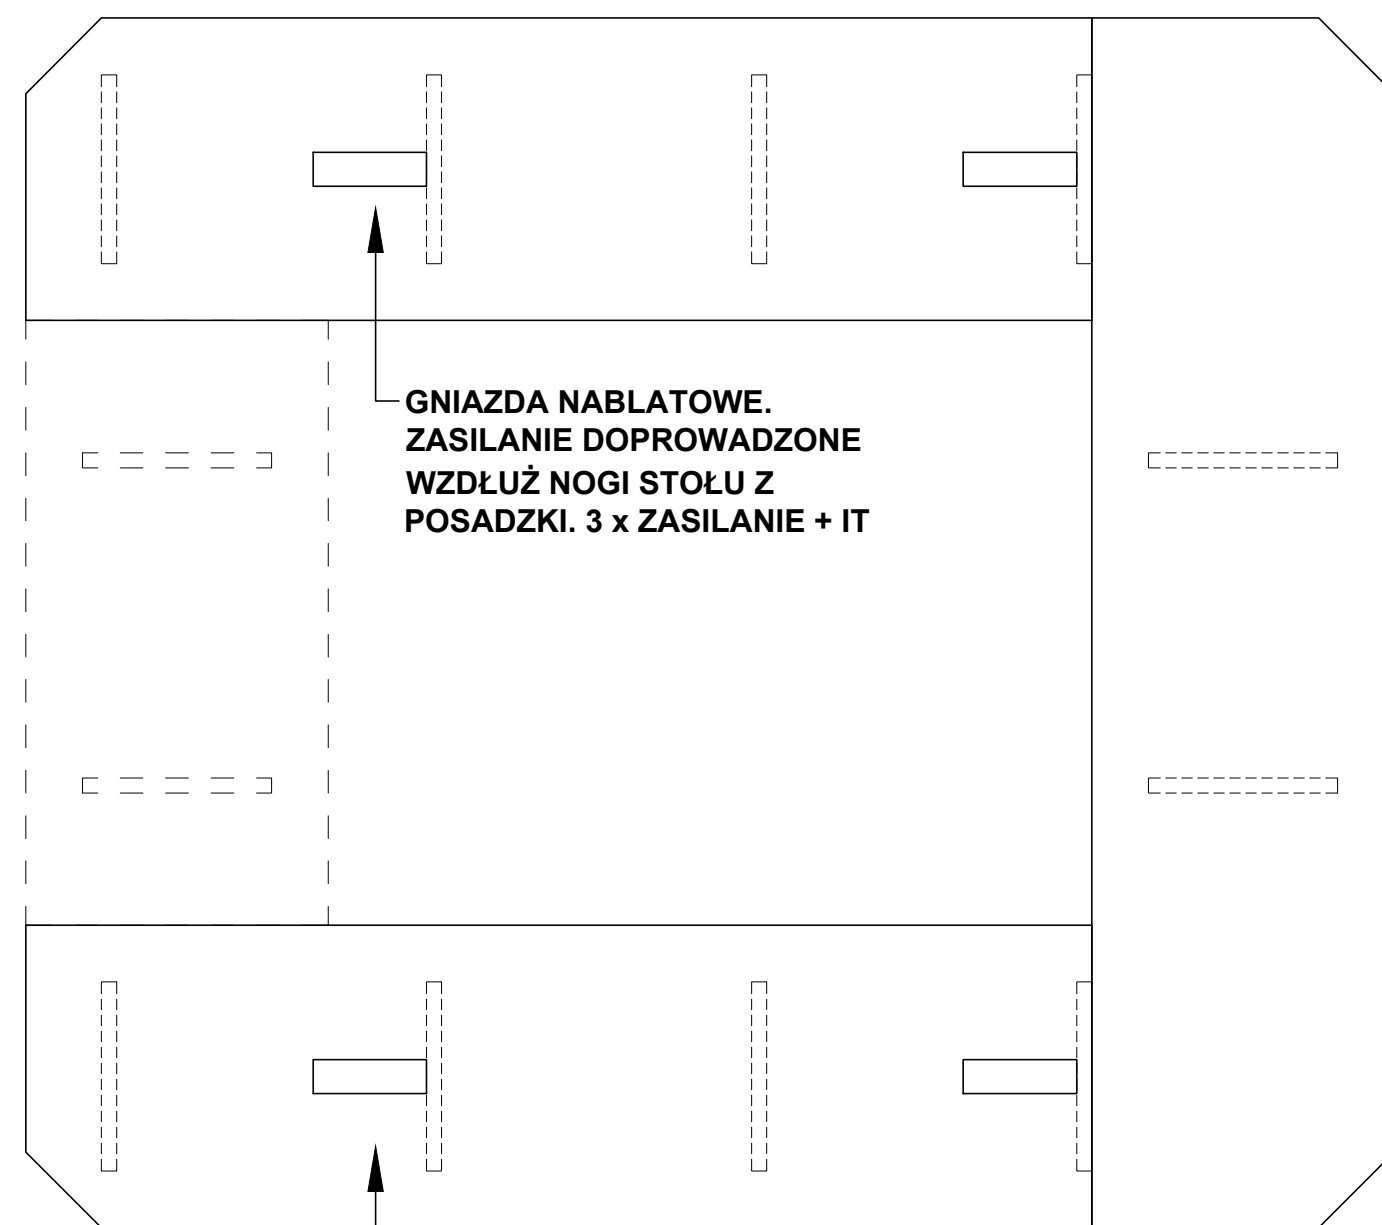 GNIAZDA NABLATOWE.
ZASILANIE DOPROWADZONE
WZDŁUŻ NOGI STOŁU Z
POSADZKI. 3 x ZASILANIE + IT